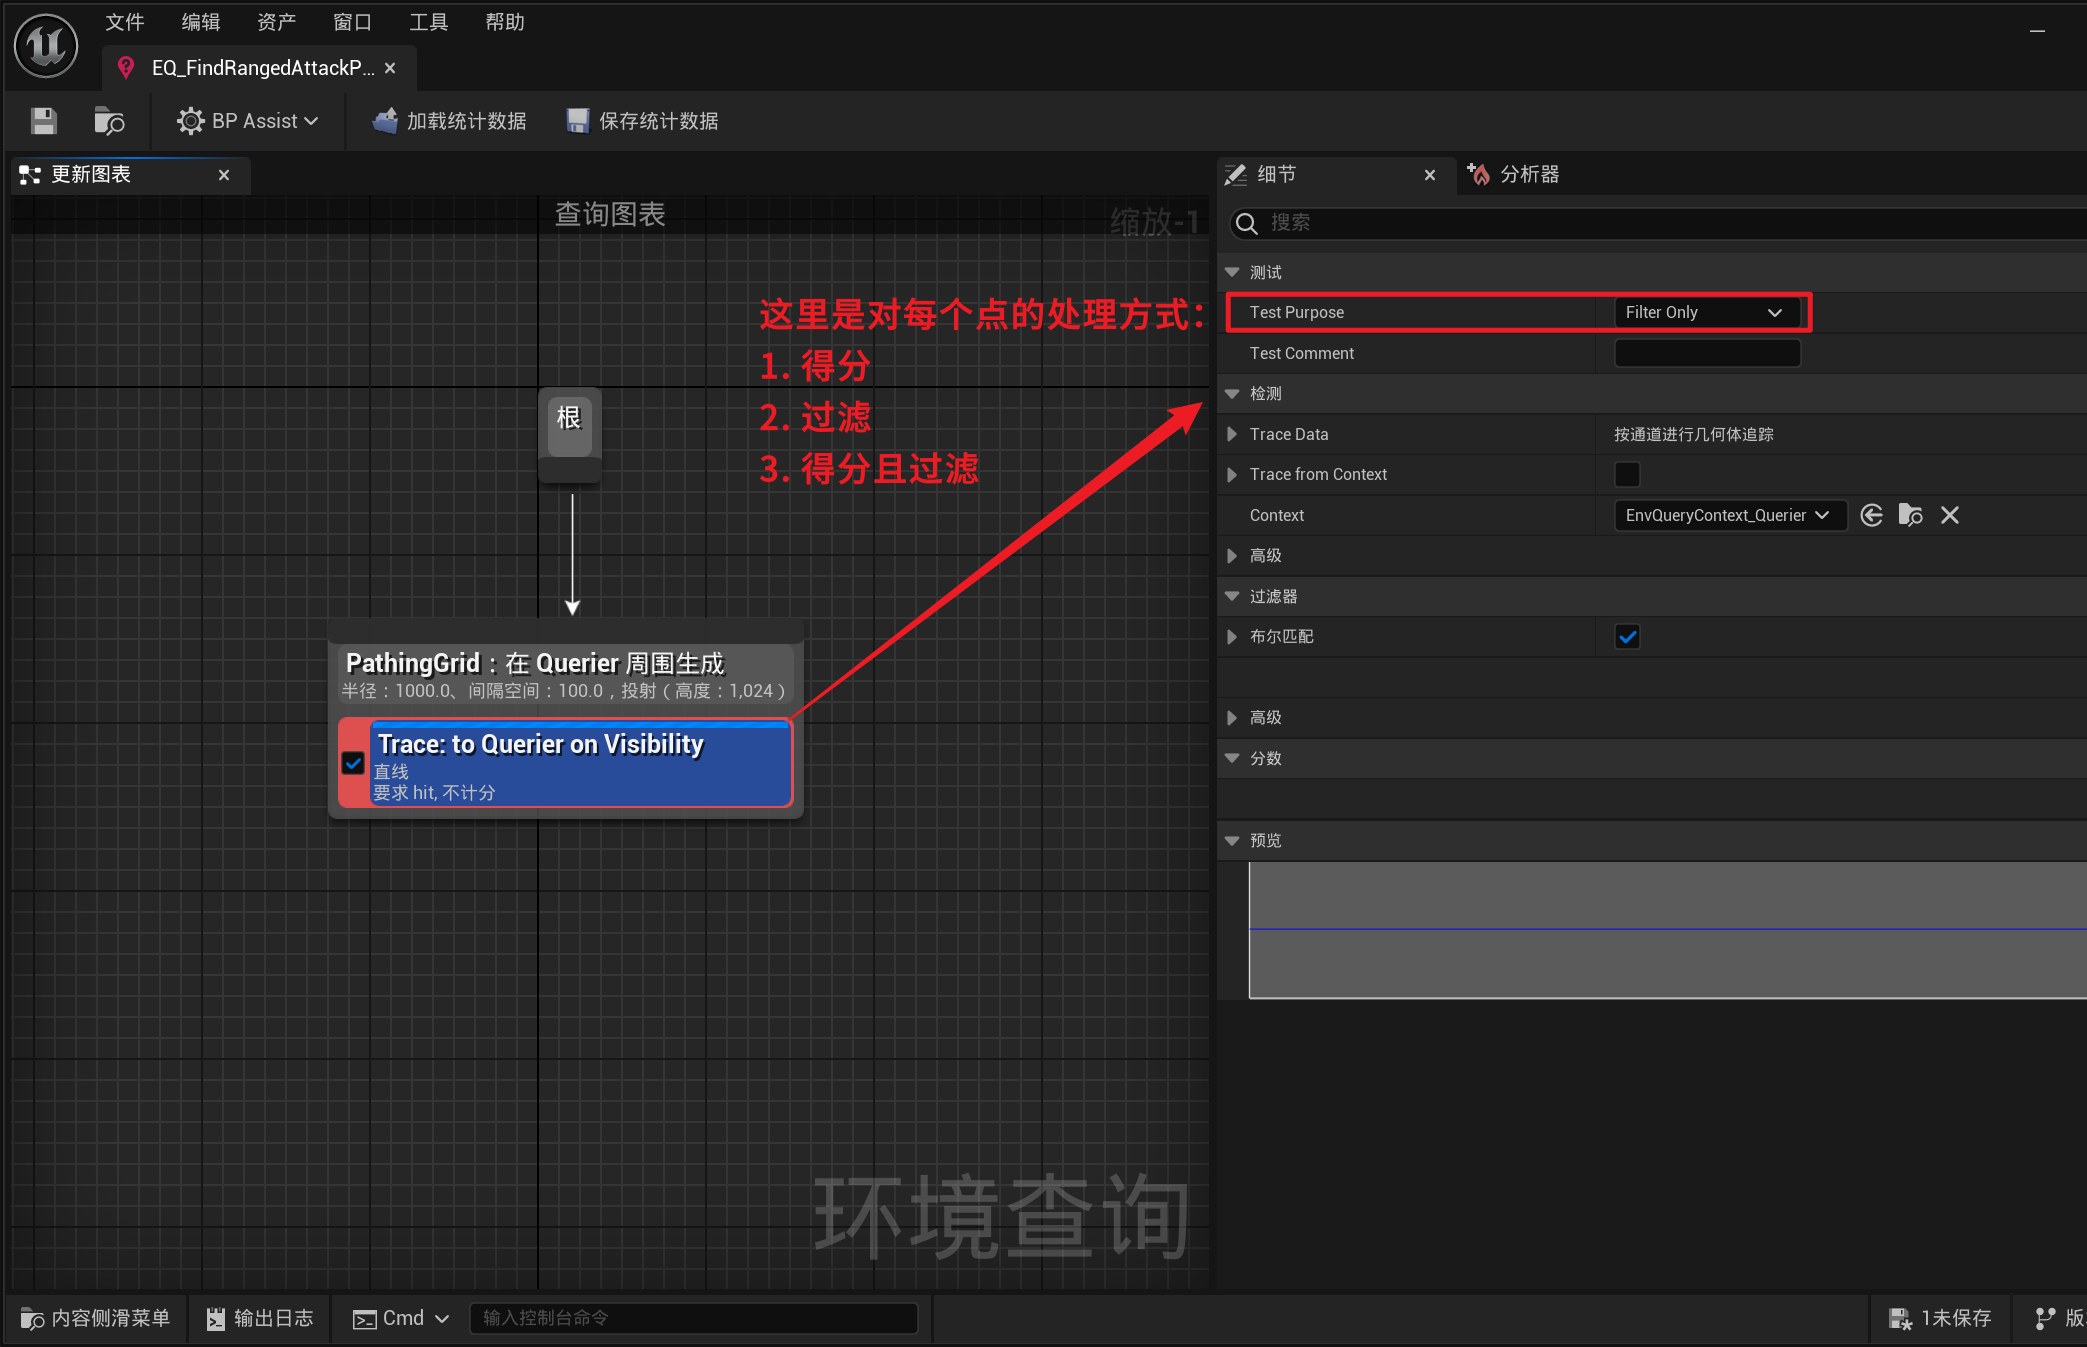 文件 编辑 资产 窗口 工具 帮助
EQ_FindRangedAttackP...
BP Assist 加载统计数据 保存统计数据
更新图表
查询图表
缩放-1
这里是对每个点的处理方式：
1. 得分
2. 过滤
3. 得分且过滤
根
PathingGrid：在 Querier 周围生成
半径：1000.0、间隔空间：100.0，投射（高度：1,024）
Trace: to Querier on Visibility
直线
要求 hit, 不计分
环境查询
细节 分析器
搜索
测试
Test Purpose Filter Only
Test Comment
检测
Trace Data 按通道进行几何体追踪
Trace from Context
Context EnvQueryContext_Querier
高级
过滤器
布尔匹配
高级
分数
预览
内容侧滑菜单 输出日志 Cmd 输入控制台命令 1未保存 版